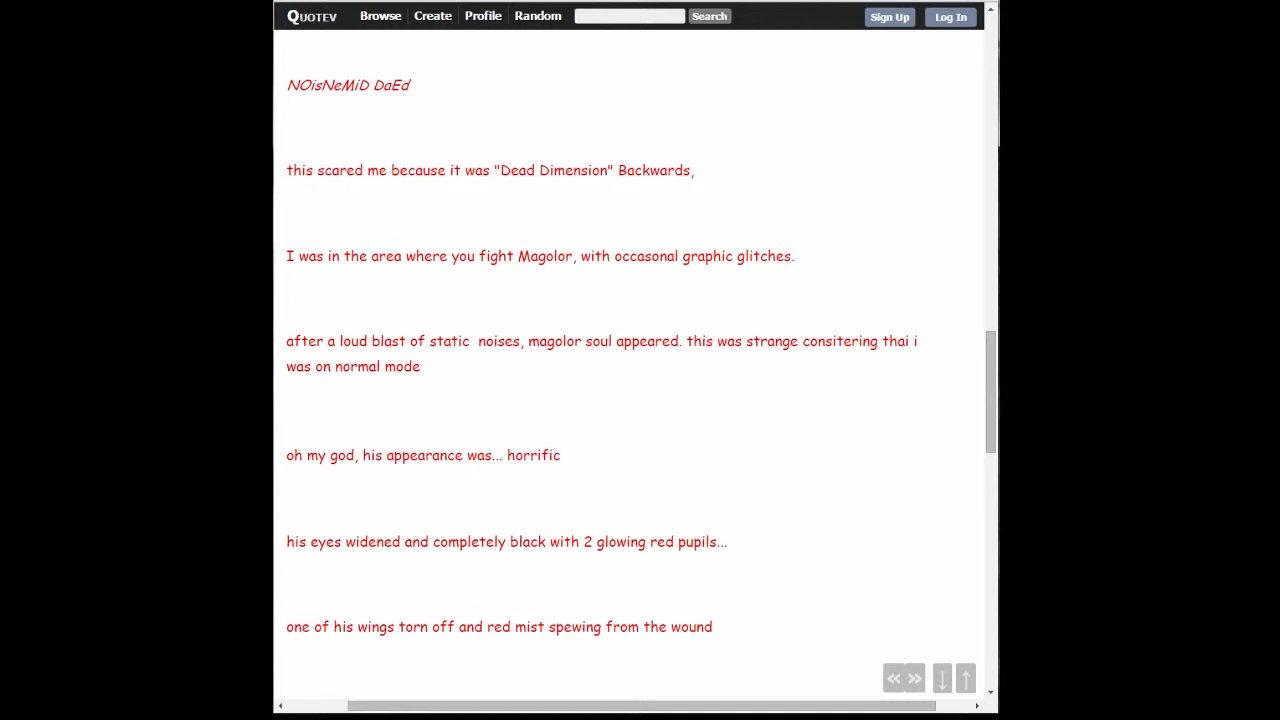 QUOTEV Browse Create Profile Random Search Sign Up Log In
NOisNeMiD DaEd
this scared me because it was "Dead Dimension" Backwards,
I was in the area where you fight Magolor, with occasonal graphic glitches.
after a loud blast of static  noises, magolor soul appeared. this was strange consitering thai i
was on normal mode
oh my god, his appearance was... horrific
his eyes widened and completely black with 2 glowing red pupils...
one of his wings torn off and red mist spewing from the wound